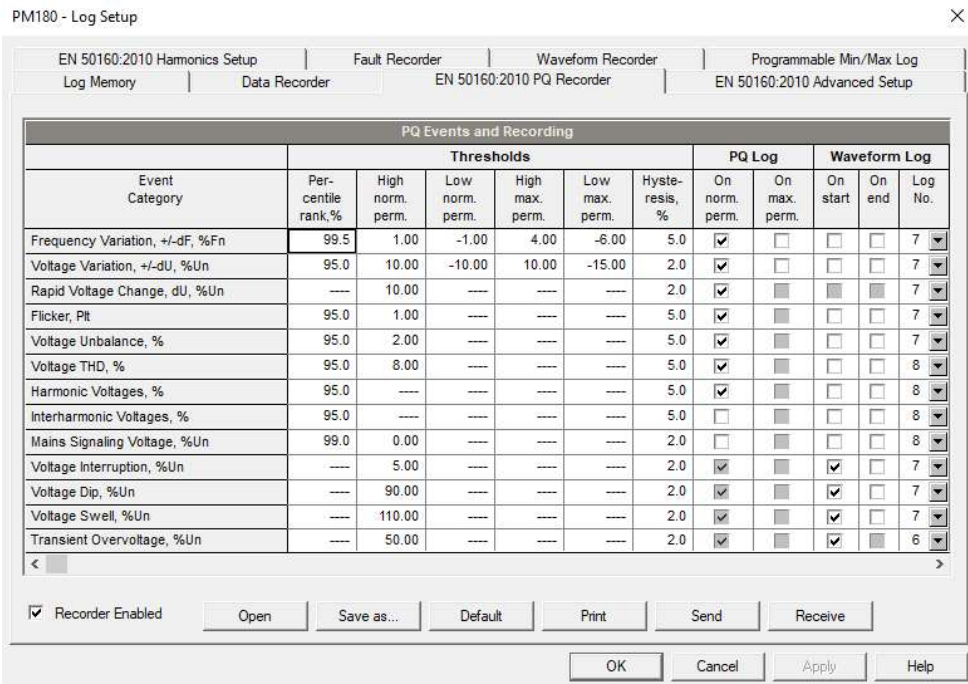 PM180 - Log Setup
EN 50160:2010 Harmonics Setup Fault Recorder Waveform Recorder Programmable Min/Max Log
Log Memory Data Recorder EN 50160:2010 PQ Recorder EN 50160:2010 Advanced Setup
PQ Events and Recording
Thresholds PQ Log Waveform Log
Event Category Per-centile rank,% High norm. perm. Low norm. perm. High max. perm. Low max. perm. Hyste-resis, % On norm. perm. On max. perm. On start On end Log No.
Frequency Variation, +/-dF, %Fn 99.5 1.00 -1.00 4.00 -6.00 5.0 7
Voltage Variation, +/-dU, %Un 95.0 10.00 -10.00 10.00 -15.00 2.0 7
Rapid Voltage Change, dU, %Un ---- 10.00 ---- ---- ---- 2.0 7
Flicker, Plt 95.0 1.00 ---- ---- ---- 5.0 7
Voltage Unbalance, % 95.0 2.00 ---- ---- ---- 5.0 7
Voltage THD, % 95.0 8.00 ---- ---- ---- 5.0 8
Harmonic Voltages, % 95.0 ---- ---- ---- ---- 5.0 8
Interharmonic Voltages, % 95.0 ---- ---- ---- ---- 5.0 8
Mains Signaling Voltage, %Un 99.0 0.00 ---- ---- ---- 2.0 8
Voltage Interruption, %Un ---- 5.00 ---- ---- ---- 2.0 7
Voltage Dip, %Un ---- 90.00 ---- ---- ---- 2.0 7
Voltage Swell, %Un ---- 110.00 ---- ---- ---- 2.0 7
Transient Overvoltage, %Un ---- 50.00 ---- ---- ---- 2.0 6
Recorder Enabled Open Save as... Default Print Send Receive
OK Cancel Apply Help